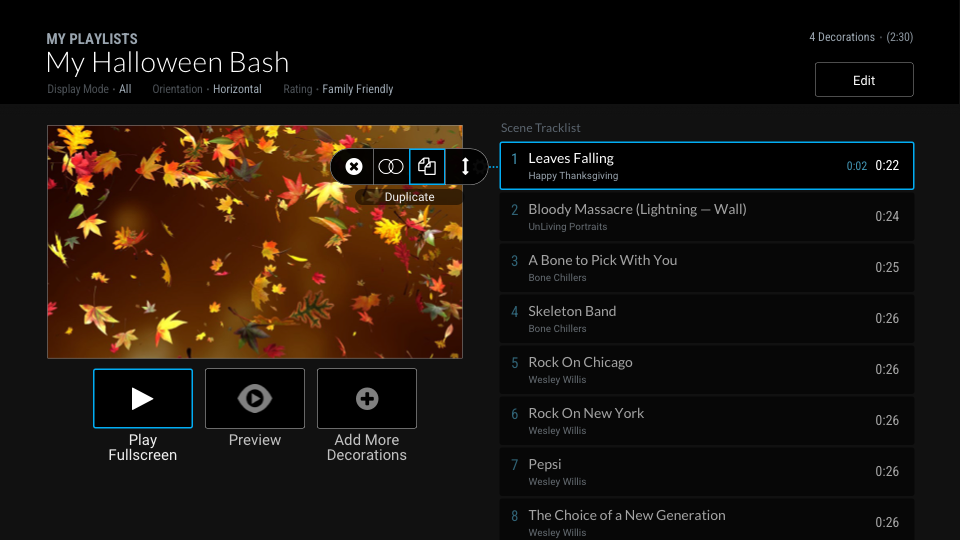 MY PLAYLISTS
My Halloween Bash
Display Mode · All Orientation · Horizontal Rating · Family Friendly
4 Decorations · (2:30)
Edit
Duplicate
Play
Fullscreen
Preview
Add More
Decorations
Scene Tracklist
1 Leaves Falling 0:02 0:22
Happy Thanksgiving
2 Bloody Massacre (Lightning — Wall) 0:24
UnLiving Portraits
3 A Bone to Pick With You 0:25
Bone Chillers
4 Skeleton Band 0:26
Bone Chillers
5 Rock On Chicago 0:26
Wesley Willis
6 Rock On New York 0:26
Wesley Willis
7 Pepsi 0:26
Wesley Willis
8 The Choice of a New Generation 0:26
Wesley Willis